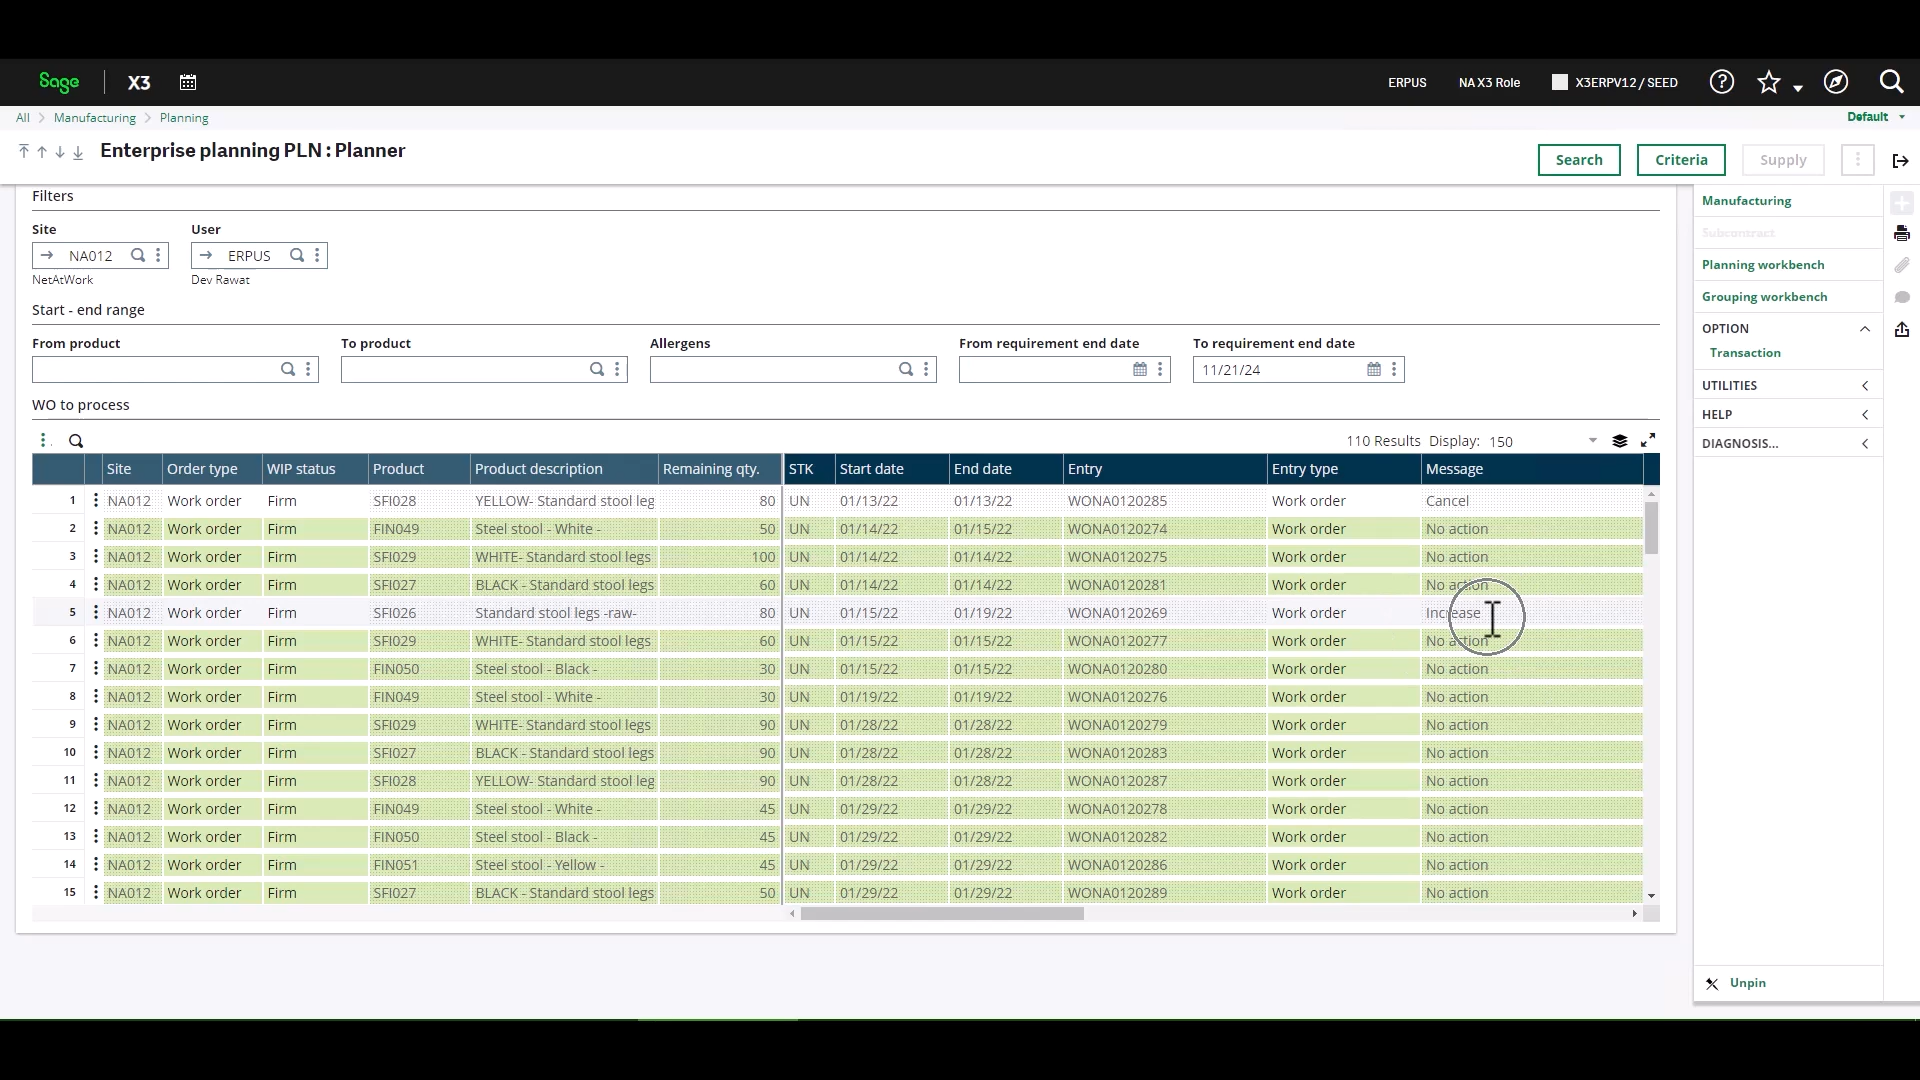 Sage X3 ERPUS NA X3 Role X3ERPV12 / SEED
All Manufacturing Planning Default
Enterprise planning PLN : Planner Search Criteria Supply
Filters
Site User
NA012 ERPUS
NetAtWork Dev Rawat
Start - end range
From product To product Allergens From requirement end date To requirement end date
11/21/24
WO to process
110 Results Display: 150
Site Order type WIP status Product Product description Remaining qty. STK Start date End date Entry Entry type Message
1 NA012 Work order Firm SFI028 YELLOW- Standard stool leg 80 UN 01/13/22 01/13/22 WONA0120285 Work order Cancel
2 NA012 Work order Firm FIN049 Steel stool - White - 50 UN 01/14/22 01/15/22 WONA0120274 Work order No action
3 NA012 Work order Firm SFI029 WHITE- Standard stool legs 100 UN 01/14/22 01/14/22 WONA0120275 Work order No action
4 NA012 Work order Firm SFI027 BLACK - Standard stool legs 60 UN 01/14/22 01/14/22 WONA0120281 Work order No action
5 NA012 Work order Firm SFI026 Standard stool legs -raw- 80 UN 01/15/22 01/19/22 WONA0120269 Work order Increase
6 NA012 Work order Firm SFI029 WHITE- Standard stool legs 60 UN 01/15/22 01/15/22 WONA0120277 Work order No action
7 NA012 Work order Firm FIN050 Steel stool - Black - 30 UN 01/15/22 01/15/22 WONA0120280 Work order No action
8 NA012 Work order Firm FIN049 Steel stool - White - 30 UN 01/19/22 01/19/22 WONA0120276 Work order No action
9 NA012 Work order Firm SFI029 WHITE- Standard stool legs 90 UN 01/28/22 01/28/22 WONA0120279 Work order No action
10 NA012 Work order Firm SFI027 BLACK - Standard stool legs 90 UN 01/28/22 01/28/22 WONA0120283 Work order No action
11 NA012 Work order Firm SFI028 YELLOW- Standard stool leg 90 UN 01/28/22 01/28/22 WONA0120287 Work order No action
12 NA012 Work order Firm FIN049 Steel stool - White - 45 UN 01/29/22 01/29/22 WONA0120278 Work order No action
13 NA012 Work order Firm FIN050 Steel stool - Black - 45 UN 01/29/22 01/29/22 WONA0120282 Work order No action
14 NA012 Work order Firm FIN051 Steel stool - Yellow - 45 UN 01/29/22 01/29/22 WONA0120286 Work order No action
15 NA012 Work order Firm SFI027 BLACK - Standard stool legs 50 UN 01/29/22 01/29/22 WONA0120289 Work order No action
Manufacturing
Subcontract
Planning workbench
Grouping workbench
OPTION
Transaction
UTILITIES
HELP
DIAGNOSIS...
Unpin